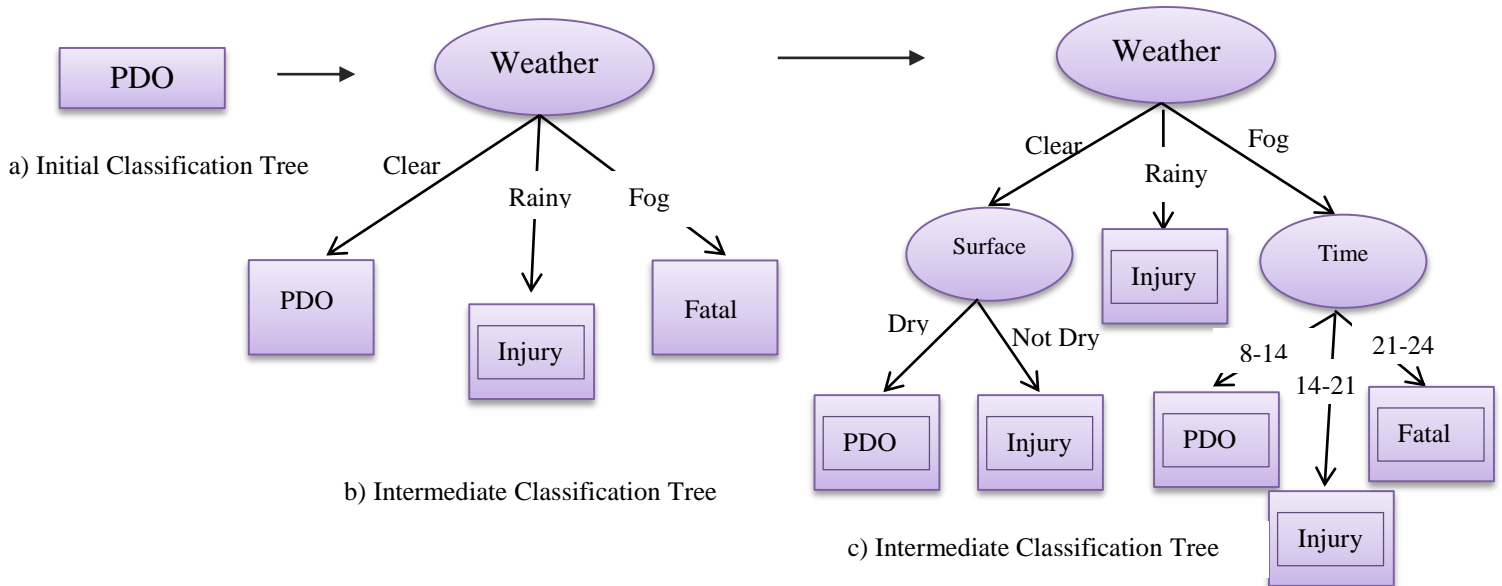 PDO
a) Initial Classification Tree
Weather
Clear
Rainy
Fog
PDO
Injury
Fatal
b) Intermediate Classification Tree
Weather
Clear
Rainy
Fog
Surface
Injury
Time
Dry
Not Dry
8-14
14-21
21-24
PDO
Injury
PDO
Fatal
Injury
c) Intermediate Classification Tree